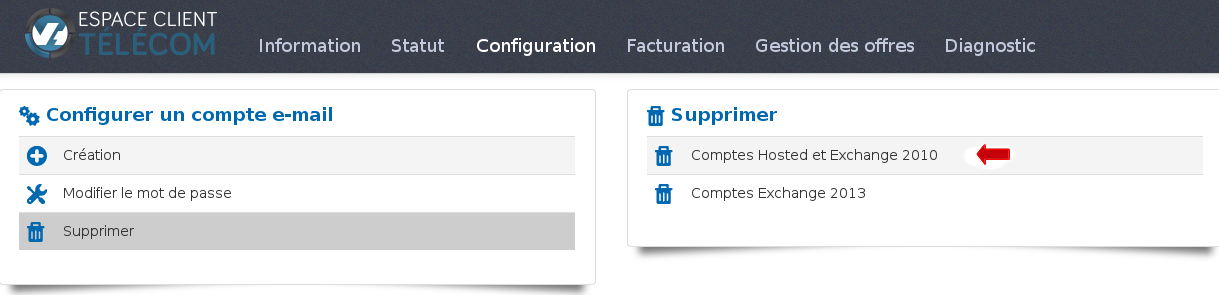 ESPACE CLIENT
TÉLÉCOM
Information Statut Configuration Facturation Gestion des offres Diagnostic
Configurer un compte e-mail
Création
Modifier le mot de passe
Supprimer
Supprimer
Comptes Hosted et Exchange 2010
Comptes Exchange 2013